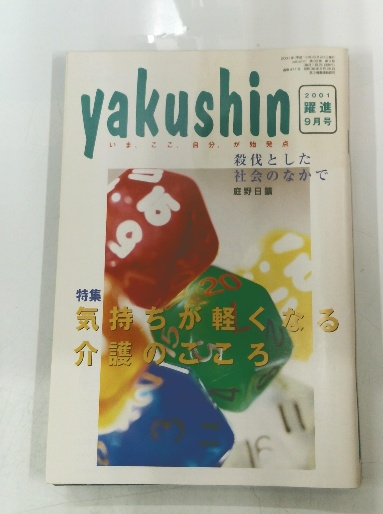 yakushin
2001
躍進
9月号
いま、ここ、自分、が始発点
殺伐とした
社会のなかで
庭野日鑛
特集
気持ちが軽くなる
介護のこころ
20